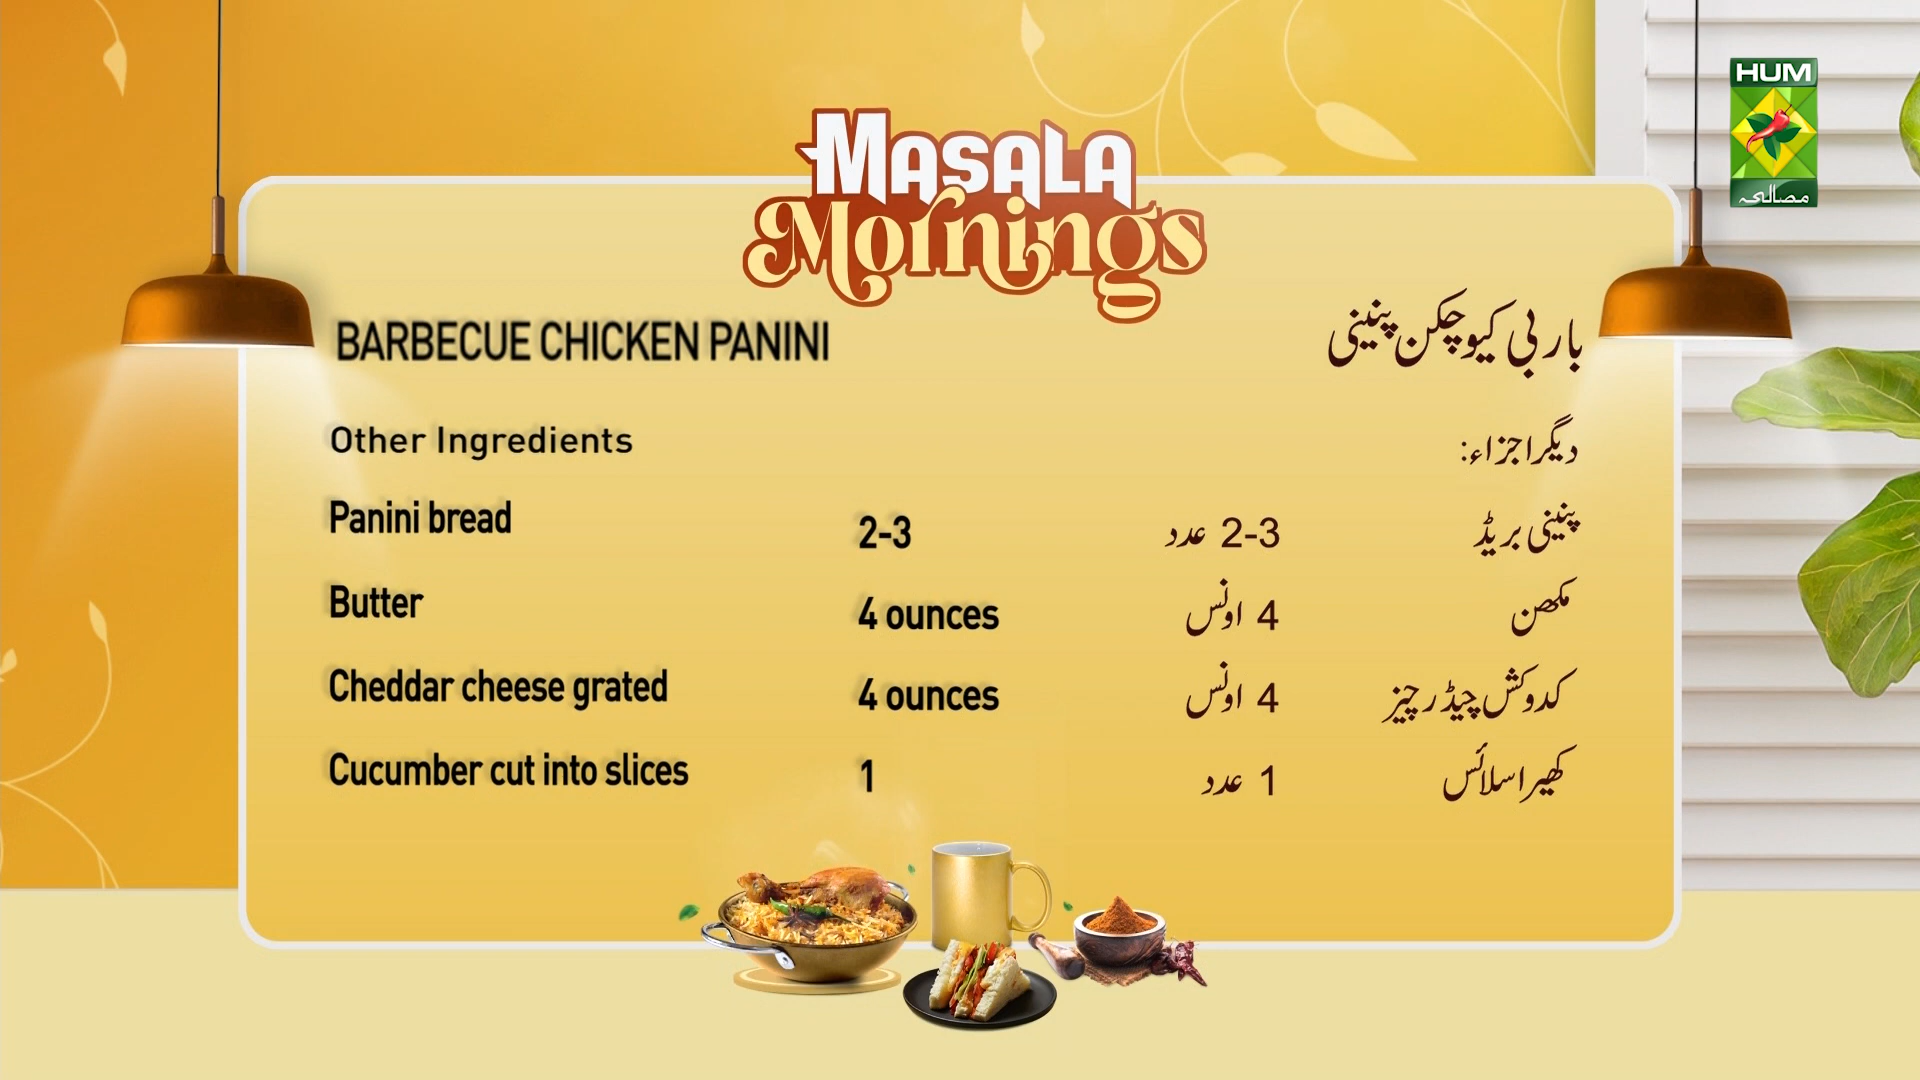 HUM
مصالحہ
MASALA
Mornings
BARBECUE CHICKEN PANINI
باربی کیو چکن پنینی
Other Ingredients
دیگر اجزاء:
Panini bread 2-3 2-3 عدد پنینی بریڈ
Butter 4 ounces 4 اونس مکھن
Cheddar cheese grated 4 ounces 4 اونس کدوکش چیڈر چیز
Cucumber cut into slices 1 1 عدد کھیرا سلائس